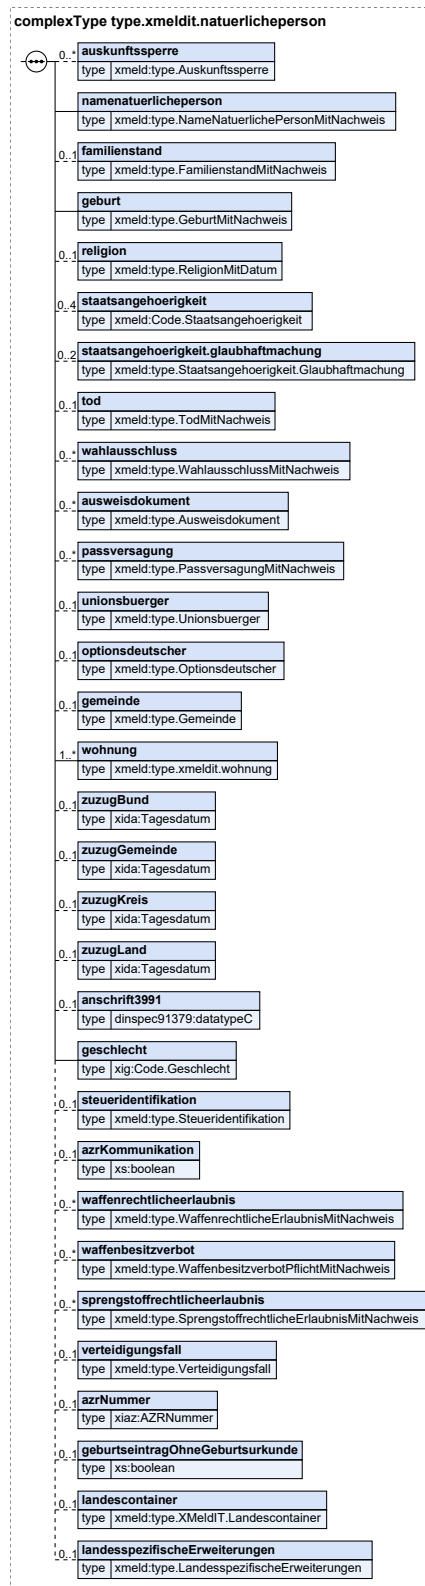 complexType type.xmeldit.natuerlicheperson
0..* auskunftssperre
type xmeld:type.Auskunftssperre
namenatuerlicheperson
type xmeld:type.NameNatuerlichePersonMitNachweis
0..1 familienstand
type xmeld:type.FamilienstandMitNachweis
geburt
type xmeld:type.GeburtMitNachweis
0..1 religion
type xmeld:type.ReligionMitDatum
0..4 staatsangehoerigkeit
type xmeld:Code.Staatsangehoerigkeit
0..2 staatsangehoerigkeit.glaubhaftmachung
type xmeld:type.Staatsangehoerigkeit.Glaubhaftmachung
0..1 tod
type xmeld:type.TodMitNachweis
0..* wahlausschluss
type xmeld:type.WahlausschlussMitNachweis
0..* ausweisdokument
type xmeld:type.Ausweisdokument
0..* passversagung
type xmeld:type.PassversagungMitNachweis
0..1 unionsbuerger
type xmeld:type.Unionsbuerger
0..1 optionsdeutscher
type xmeld:type.Optionsdeutscher
0..1 gemeinde
type xmeld:type.Gemeinde
1..* wohnung
type xmeld:type.xmeldit.wohnung
0..1 zuzugBund
type xida:Tagesdatum
0..1 zuzugGemeinde
type xida:Tagesdatum
0..1 zuzugKreis
type xida:Tagesdatum
0..1 zuzugLand
type xida:Tagesdatum
0..1 anschrift3991
type dinspec91379:datatypeC
geschlecht
type xig:Code.Geschlecht
0..1 steueridentifikation
type xmeld:type.Steueridentifikation
0..1 azrKommunikation
type xs:boolean
0..* waffenrechtlicheerlaubnis
type xmeld:type.WaffenrechtlicheErlaubnisMitNachweis
0..* waffenbesitzverbot
type xmeld:type.WaffenbesitzverbotPflichtMitNachweis
0..* sprengstoffrechtlicheerlaubnis
type xmeld:type.SprengstoffrechtlicheErlaubnisMitNachweis
0..1 verteidigungsfall
type xmeld:type.Verteidigungsfall
0..1 azrNummer
type xiaz:AZRNummer
0..1 geburtseintragOhneGeburtsurkunde
type xs:boolean
0..1 landescontainer
type xmeld:type.XMeldIT.Landescontainer
0..1 landesspezifischeErweiterungen
type xmeld:type.LandesspezifischeErweiterungen